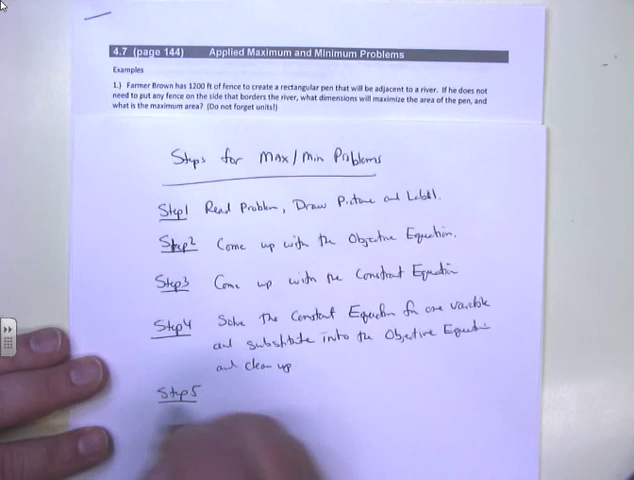 4.7 (page 144) Applied Maximum and Minimum Problems
Examples
1.) Farmer Brown has 1200 ft of fence to create a rectangular pen that will be adjacent to a river. If he does not
need to put any fence on the side that borders the river, what dimensions will maximize the area of the pen, and
what is the maximum area? (Do not forget units!)
Steps for Max/Min Problems
Step1 Read Problem, Draw Picture and Label.
Step2 Come up with the Objective Equation.
Step3 Come up with the Constraint Equation
Step4 Solve the Constraint Equation for one variable
and substitute into the Objective Equation
and clean up
Step5